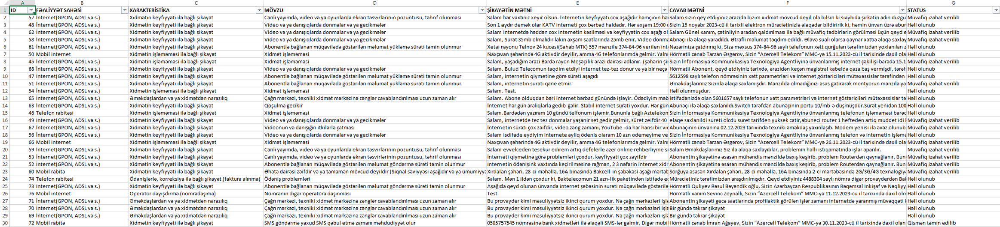 A B C D E F G
1 ID FƏALİYYƏT SAHƏSİ XARAKTERİSTİKA MÖVZU ŞİKAYƏTİN MƏTNİ CAVAB MƏTNİ STATUS
2 57 İnternet(GPON, ADSL və s.) Xidmətin keyfiyyəti ilə bağlı şikayət Canlı yayımda, video və ya oyunlarda ekran təsvirlərinin pozuntusu, təhrif olunması Salam hər vaxtınız xeyir olsun. İnternetin keyfiyyəti cox aşağıdır həmçinin Salam sizin qey etdiyiniz ərazidə bizim xidmət mövcud deyil ola bilsin ki siayhıda şirkətin adın düzgü Müvafiq izahat verilib
3 48 İnternet(GPON, ADSL və s.) Xidmətin keyfiyyəti ilə bağlı şikayət Video və ya danışıqlarda donmalar və ya gecikmələr Son 1 aydır demək olar KATV interneti çox bərbad haldadır. Hər axşam 19:00 Sizin 15 noyabr 2023-cü il tarixli elektron müraciətinizlə əlaqədar bildiririk ki, həmin ünvan üzrə abun Həll olunub
4 62 İnternet(GPON, ADSL və s.) Xidmətin keyfiyyəti ilə bağlı şikayət Video və ya danışıqlarda donmalar və ya gecikmələr Salam internetdə həddən cox internetin kəsilməsi və keyfiyyətin cox aşağı ol Salam Günel xanım, çətinliyin aradan qaldırılması ilə bağlı müvafiq tədbirlərin görülməsi üçün qeyd e Müvafiq izahat verilib
5 58 İnternet(GPON, ADSL və s.) Xidmətin keyfiyyəti ilə bağlı şikayət Video və ya danışıqlarda donmalar və ya gecikmələr Salam, Sürət 35mb olmalıdır lakin axşam saatlarında 25mb enir, Video donma Abnəçi ilə əlaqə yaradıldı. Ətraflı məlumat təqdim edildi. Əlavə sualı olarsa qaynar xəttıə əlaqə saxlay Müvafiq izahat verilib
6 61 İnternet(GPON, ADSL və s.) Xidmətin keyfiyyəti ilə bağlı şikayət Abonentlə bağlanan müqavilədə göstərilən məlumat yükləmə sürəti təmin olunmur Xetai rayonu Telnov 24 kucesi(Sahab MTK) 557 menzile 374-84-96 verilen Nəzərinizə çatdırırıq ki, Sizə məxsus 374-84-96 saylı telefonun xətt qurğuları tərəfimizdən yoxlanılan z Həll olunub
7 50 Mobil internet Xidmətin işləməməsi ilə bağlı şikayət Xidmət işləməməsi Naxçıvan şəhərində 4G aktivdir deyilir, amma 4G telefonlarımda gəlmir. Yalnı Hörmətli cənab Tarzan Əsgərov, Sizin “Azercell Telekom” MMC-yə 15.11.2023-cü il tarixində daxil ola Həll olunub
8 45 İnternet(GPON, ADSL və s.) Xidmətin işləməməsi ilə bağlı şikayət Xidmət işləməməsi Salam, yaşadığım ərazi Bərdə rayon Meşəçilik ərazi dairəsi adlanır. (şəhərin Sizin İnformasiya Kommunikasiya Texnologiya Agentliyinə ünvanlanmış internet çəkilişi barədə 15.1 Müvafiq izahat verilib
9 68 İnternet(GPON, ADSL və s.) Xidmətin keyfiyyəti ilə bağlı şikayət Video və ya danışıqlarda donmalar və ya gecikmələr Salam. Bulud Telecomun təqdim etdiyi internet tez-tez donur və ya bir neçə Hörmətli Abonent, qeyd etdiyiniz tarixdə, ərazidən keçən magistral kabeldə qəza baş vermişdi, tərəfi Həll olunub
10 47 İnternet(GPON, ADSL və s.) Xidmətin keyfiyyəti ilə bağlı şikayət Abonentlə bağlanan müqavilədə göstərilən məlumat yükləmə sürəti təmin olunmur Salam, internetin qiymetine görə sürəti aşagıdı 5612598 saylı telefon nömrəsinin xətt parametrləri və internet göstəriciləri mütəxəssislər tərəfindən Həll olunub
11 51 İnternet(GPON, ADSL və s.) Xidmətin keyfiyyəti ilə bağlı şikayət Abonentlə bağlanan müqavilədə göstərilən məlumat yükləmə sürəti təmin olunmur Salam, internetin sürəti qane etmir. Əməkdaşlarımız Sizinlə əlaqə saxlamışdır. Mənzildə olmadığınızı əsas gətirərək montyorun mənzilə ya Müvafiq izahat verilib
12 54 İnternet(GPON, ADSL və s.) Xidmətin işləməməsi ilə bağlı şikayət Xidmət işləməməsi Salam. Test. Həll olunmuşdur. Həll olunub
13 65 İnternet(GPON, ADSL və s.) Əməkdaşlardan və ya xidmətdən narazılıq Çağrı mərkəzi, texniki xidmət mərkəzinə zənglər cavablandırılması uzun zaman alır Salam. Abone olduqdan bəri internet bərbad günündə işləyir. Ödədiyim istifadənizdə olan 5601657 saylı telefonun xətt parametrləri və internet göstəriciləri mütəxəssislər tə Həll olunub
14 63 İnternet(GPON, ADSL və s.) Xidmətin keyfiyyəti ilə bağlı şikayət Qoşulma gecikir İnternet hər gün aralıqlarla gedib-gəlir. Stabil internet sürəti yoxdur. Hər gün Abunəçi ilə əlaqə saxlanıldı.Switch tərəfdən abunəçinin portu 10/mb-ə düşmüşdür.Sürət yenidən 100 Həll olunub
15 46 Telefon rabitəsi Xidmətin işləməməsi ilə bağlı şikayət Xidmət işləməməsi Salam.Bərdədən yazıram 10 gündü telfonum işləmir.Bununla bağlı Aztelekom Sizin İnformasiya Kommunikasiya Texnologiya Agentliyinə ünvanlanmış telefonun işləməməsi barəd Həll olunub
16 49 İnternet(GPON, ADSL və s.) Xidmətin keyfiyyəti ilə bağlı şikayət Video və ya danışıqlarda donmalar və ya gecikmələr Salam, internetde tez tez donmalar yaşanir set gedir gelmir, süret zeifdir 40 elaqe saxlanildi sureti olcdu suret tarifden yuksek catir,abuneci router 1 hefteden artiq muddet idi Müvafiq izahat verilib
17 67 İnternet(GPON, ADSL və s.) Xidmətin keyfiyyəti ilə bağlı şikayət Videonun və danışığın itkilərlə çatması İnternetin sürəti çox zəifdir, video zəng zamani, YouTube -da hər hansı bir Abunəçinin ünvanına 02.12.2023 tarixində texniki əməkdaş yaxınlaşıb. Modem yenisi ilə əvəz olunub. Müvafiq izahat verilib
18 56 İnternet(GPON, ADSL və s.) Xidmətin keyfiyyəti ilə bağlı şikayət Video və ya danışıqlarda donmalar və ya gecikmələr Salam isdifade eydiyim internete ayliq ödenis olaram 10 azn odemeyime ve Sizin İnformasiya Kommunikasiya Texnologiya Agentliyinə ünvanlanmış telefon və internetin işləmə Müvafiq izahat verilib
19 66 Mobil internet Xidmətin işləməməsi ilə bağlı şikayət Xidmət işləməməsi Naxçıvan şəhərində 4G aktivdir deyilir, amma 4G telefonlarımda gəlmir. Yalnı Hörmətli cənab Tarzan Əsgərov, Sizin “Azercell Telekom” MMC-yə 26.11.2023-cü il tarixində daxil ola Müvafiq izahat verilib
20 59 İnternet(GPON, ADSL və s.) Xidmətin keyfiyyəti ilə bağlı şikayət Canlı yayımda, video və ya oyunlarda ekran təsvirlərinin pozuntusu, təhrif olunması Salam evvelceden tesekur edirem artiq defelerle azer online rehberliyine si Salam Əməkdaşlarımız Siz ilə əlaqə saxlayıblar, problemin həlli istiqamətində işlər aparılır. Müvafiq izahat verilib
21 53 İnternet(GPON, ADSL və s.) Xidmətin keyfiyyəti ilə bağlı şikayət Canlı yayımda, video və ya oyunlarda ekran təsvirlərinin pozuntusu, təhrif olunması İnterneti qiymətinə görə problemləri çoxdur, keyfiyyəti çox zəyifdir Abonentin şikayətinə əsasən mühəndis mənzildə baxış keçirib, problem Routerdən qaynağlanır. Bun Müvafiq izahat verilib
22 52 İnternet(GPON, ADSL və s.) Xidmətin keyfiyyəti ilə bağlı şikayət Abonentlə bağlanan müqavilədə göstərilən məlumat göndərmə sürəti təmin olunmur İnternetin ödənişink vaxtında keçirilməsinə rəğmən, 2 3 nəfərin internet Abonentin şikayətinə əsasən mühəndis mənzildə baxış keçirib, problem Routerdən qaynağlanır. Bun Müvafiq izahat verilib
23 60 Mobil rabitə Xidmətin keyfiyyəti ilə bağlı şikayət Əhatə dairəsi zəifdir və ya tamamən mövcud deyildir (Siqnal səviyyəsi aşağıdır və ya ümumiyyə Xırdalan şəhəri, 28-ci məhəllə, 16A binasında Bakcell-in şəbəkəsi aşağı mərtəb Sorğuya əsasən Xırdalan şəhəri, 28-ci məhəllə, 16A binasında 2-ci mərtəbəsində 2G/3G/4G texnalogiya Müvafiq izahat verilib
24 74 Telefon rabitəsi Ödənişlərlə, korreksiya ilə bağlı şikayət (faktura alınma) Ödəniş problemləri Salam. Mən 1 ildən çoxdur ki, Baktelecomun 21 azn-lik paketindən istifadə Müraciətiniz tərəfimizdən araşdırılmışdır. Qeyd etdiyiniz 4488304 saylı nömrə digər provayderdən Bak Həll olunub
25 73 İnternet(GPON, ADSL və s.) Xidmətin keyfiyyəti ilə bağlı şikayət Abonentlə bağlanan müqavilədə göstərilən məlumat göndərmə sürəti təmin olunmur Aşağıda qeyd olunan ünvanda internet şəbəsinin surəti müqavilədə göstərilə Hörmətli Quliyev Rəsul Bəyəndik oğlu, Sizin Azərbaycan Respublikasının Rəqəmsal İnkişaf və Nəqliyy Həll olunub
26 76 Mobil internet Operator dəyişdirmə (nömrədaşıma) Nömrənin digər operatora daşınması Test Hörmətli xanım Sevinc Zeynallı, Sizin “Azercell Telekom” MMC-yə 11.12.2023-cü il tarixində daxil olm Həll olunub
27 71 İnternet(GPON, ADSL və s.) Əməkdaşlardan və ya xidmətdən narazılıq Çağrı mərkəzi, texniki xidmət mərkəzinə zənglər cavablandırılması uzun zaman alır Bu provayder kimi məsuliyyətsiz ikinci qurum yoxdur. Nə çağrı mərkəzləri işlə Abonentin şikayəti gecə saatlarında profilaktik görülən işlər zamanı internetdə yaranmış müvəqqəti Həll olunub
28 70 İnternet(GPON, ADSL və s.) Əməkdaşlardan və ya xidmətdən narazılıq Çağrı mərkəzi, texniki xidmət mərkəzinə zənglər cavablandırılması uzun zaman alır Bu provayder kimi məsuliyyətsiz ikinci qurum yoxdur. Nə çağrı mərkəzləri işlə Bir gündə təkrar şikayət Həll olunub
29 69 İnternet(GPON, ADSL və s.) Əməkdaşlardan və ya xidmətdən narazılıq Çağrı mərkəzi, texniki xidmət mərkəzinə zənglər cavablandırılması uzun zaman alır Bu provayder kimi məsuliyyətsiz ikinci qurum yoxdur. Nə çağrı mərkəzləri işlə Bir gündə təkrar şikayət Həll olunub
30 72 Mobil rabitə Xidmətin keyfiyyəti ilə bağlı şikayət SMS göndərmə yaxud SMS qəbul etmə zamanı məhdudiyyət olur 0505757545 nömrəsinə bank xidmətləri ilə əlaqəli SMS-lər gəlmir. Digər mobil Hörmətli cənab İmran Ağayev, Sizin “Azercell Telekom” MMC-yə 30.11.2023-cü il tarixində daxil olan Qismən təmin edilib